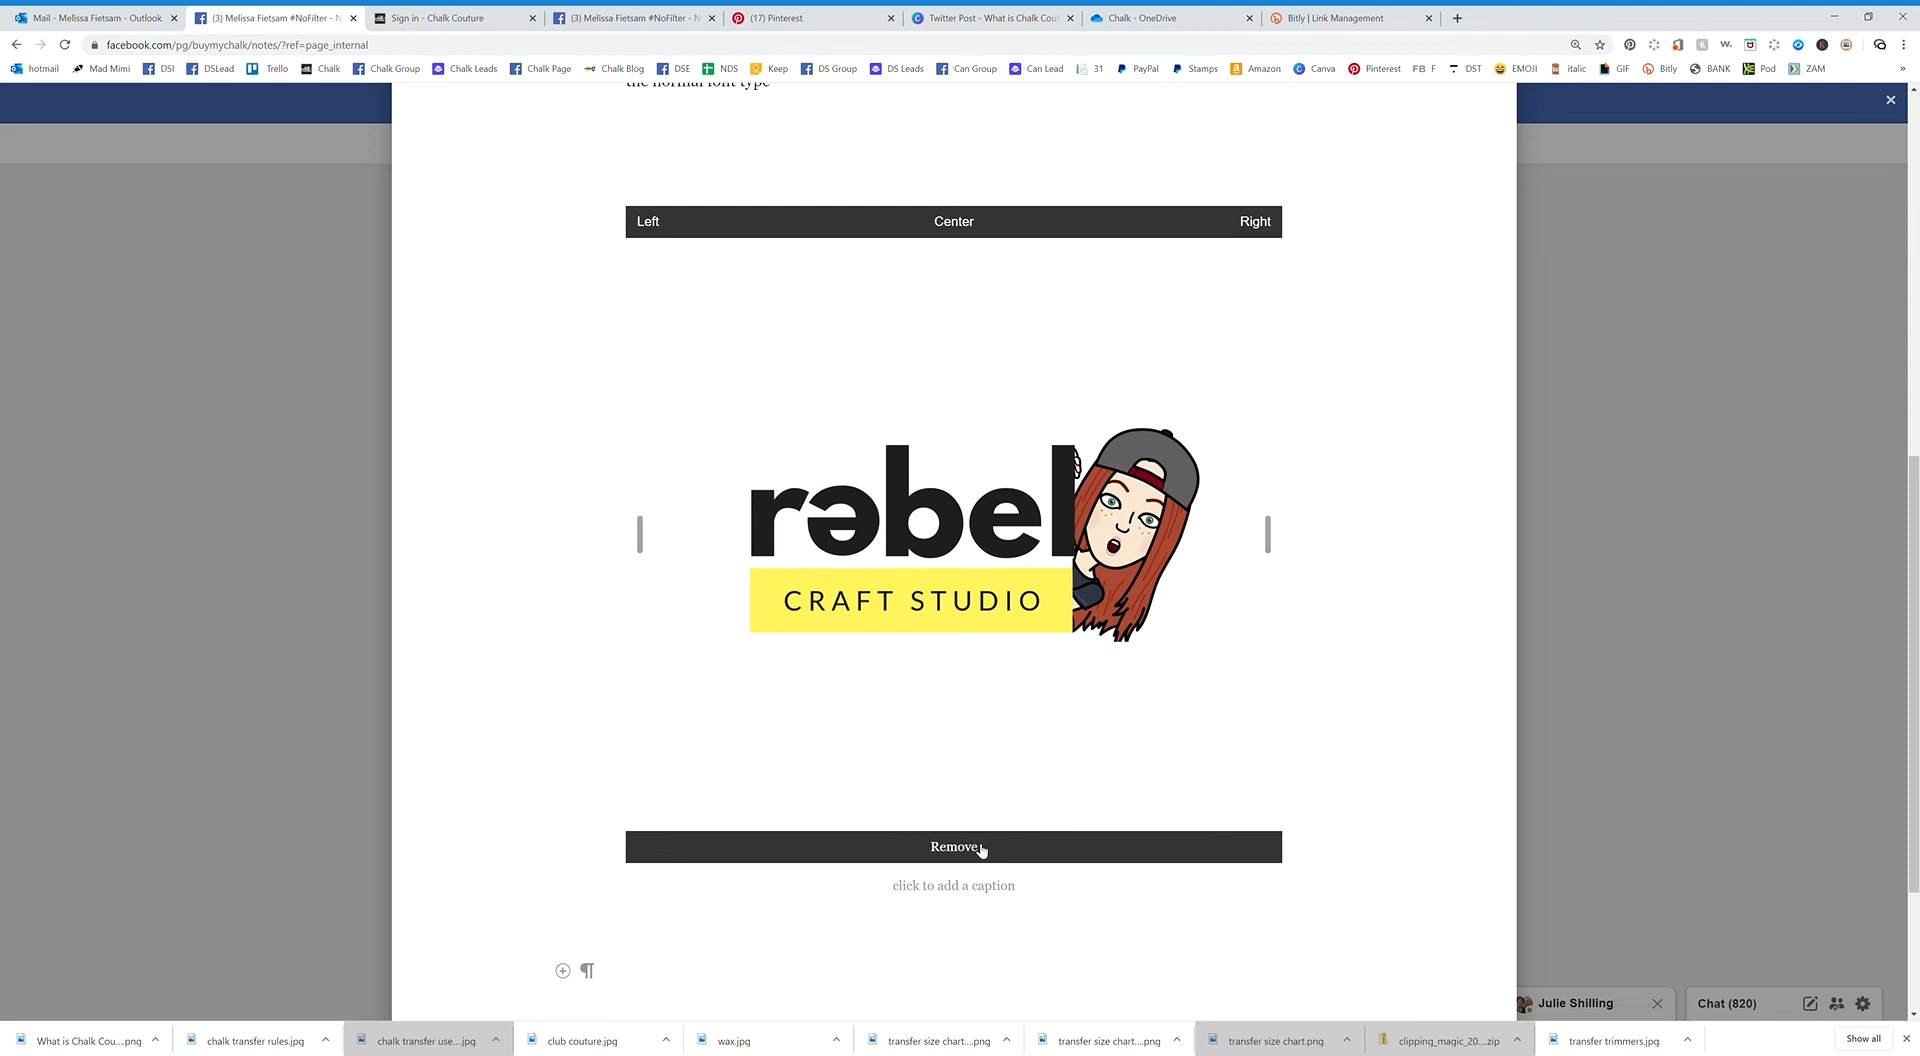 Mail - Melissa Fietsam - Outlook
(3) Melissa Fietsam #NoFilter - N
Sign in - Chalk Couture
(3) Melissa Fietsam #NoFilter - N
(17) Pinterest
Twitter Post - What is Chalk Cou
Chalk - OneDrive
Bitly | Link Management
facebook.com/pg/buymychalk/notes/?ref=page_internal
hotmail
Mad Mimi
DSI
DSLead
Trello
Chalk
Chalk Group
Chalk Leads
Chalk Page
Chalk Blog
DSE
NDS
Keep
DS Group
DS Leads
Can Group
Can Lead
31
PayPal
Stamps
Amazon
Canva
Pinterest
FB F
DST
EMOJI
italic
GIF
Bitly
BANK
Pod
ZAM
the normal font type
Left
Center
Right
rəbel
CRAFT STUDIO
Remove
click to add a caption
Julie Shilling
Chat (820)
What is Chalk Cou....png
chalk transfer rules.jpg
chalk transfer use....jpg
club couture.jpg
wax.jpg
transfer size chart....png
transfer size chart....png
transfer size chart.png
clipping_magic_20....zip
transfer trimmers.jpg
Show all